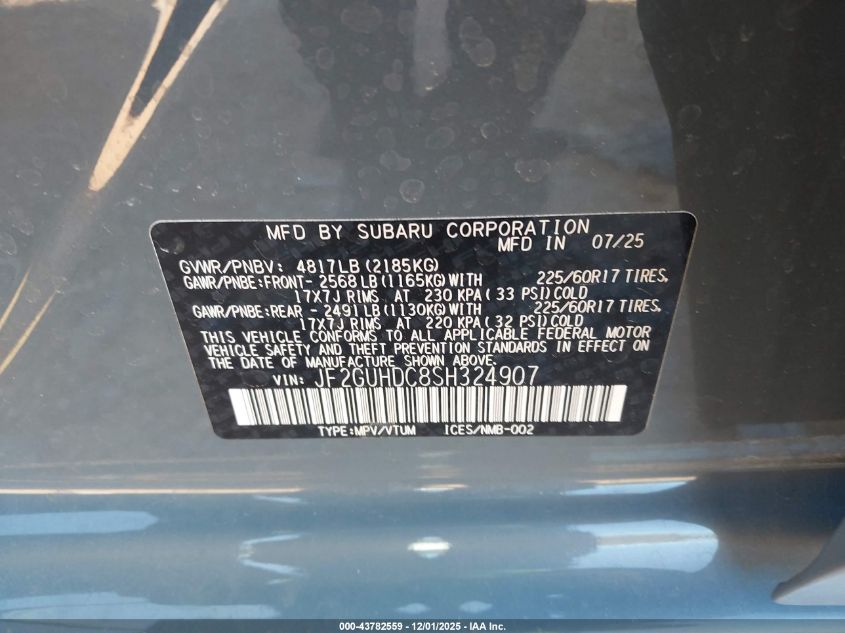 MFD BY SUBARU CORPORATION
MFD IN 07/25
GVWR/PNBV: 4817LB (2185KG)
GAWR/PNBE:FRONT- 2568 LB (1165KG) WITH 225/60R17 TIRES,
17X7J RIMS AT 230 KPA ( 33 PSI) COLD
GAWR/PNBE:REAR - 2491 LB (1130KG) WITH 225/60R17 TIRES,
17X7J RIMS AT 220 KPA ( 32 PSI) COLD
THIS VEHICLE CONFORMS TO ALL APPLICABLE FEDERAL MOTOR
VEHICLE SAFETY AND THEFT PREVENTION STANDARDS IN EFFECT ON
THE DATE OF MANUFACTURE SHOWN ABOVE.
VIN: JF2GUHDC8SH324907
TYPE:MPV/VTUM ICES/NMB-002
000-43782559 - 12/01/2025 - IAA, Inc.